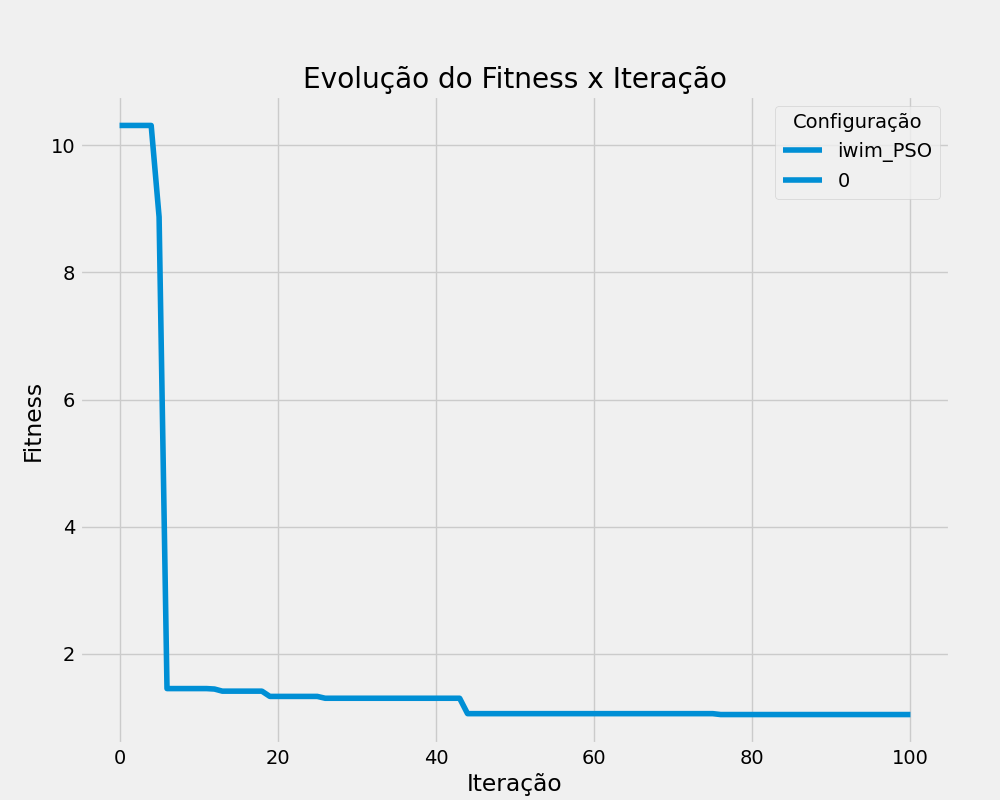 Evolução do Fitness x Iteração
Configuração
iwim_PSO
0
10
8
6
4
2
Fitness
0 20 40 60 80 100
Iteração